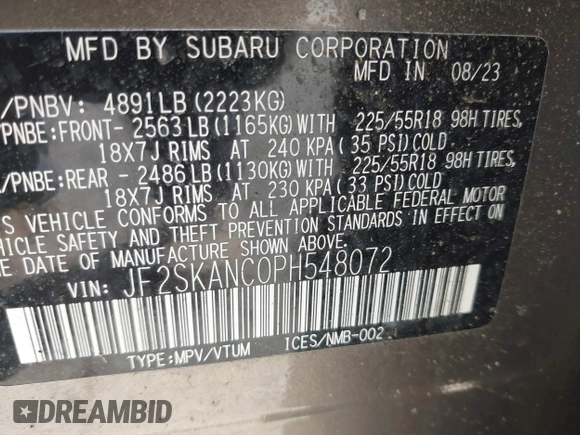 MFD BY SUBARU CORPORATION
MFD IN 08/23
/PNBV: 4891LB (2223KG)
PNBE:FRONT- 2563LB(1165KG)WITH 225/55R18 98H TIRES,
18X7J RIMS AT 240 KPA(35 PSI)COLD
/PNBE:REAR - 2486LB(1130KG)WITH 225/55R18 98H TIRES,
18X7J RIMS AT 230 KPA(33 PSI)COLD
S VEHICLE CONFORMS TO ALL APPLICABLE FEDERAL MOTOR
HICLE SAFETY AND THEFT PREVENTION STANDARDS IN EFFECT ON
E DATE OF MANUFACTURE SHOWN ABOVE.
VIN: JF2SKANC0PH548072
TYPE:MPV/VTUM ICES/NMB-002
DREAMBID